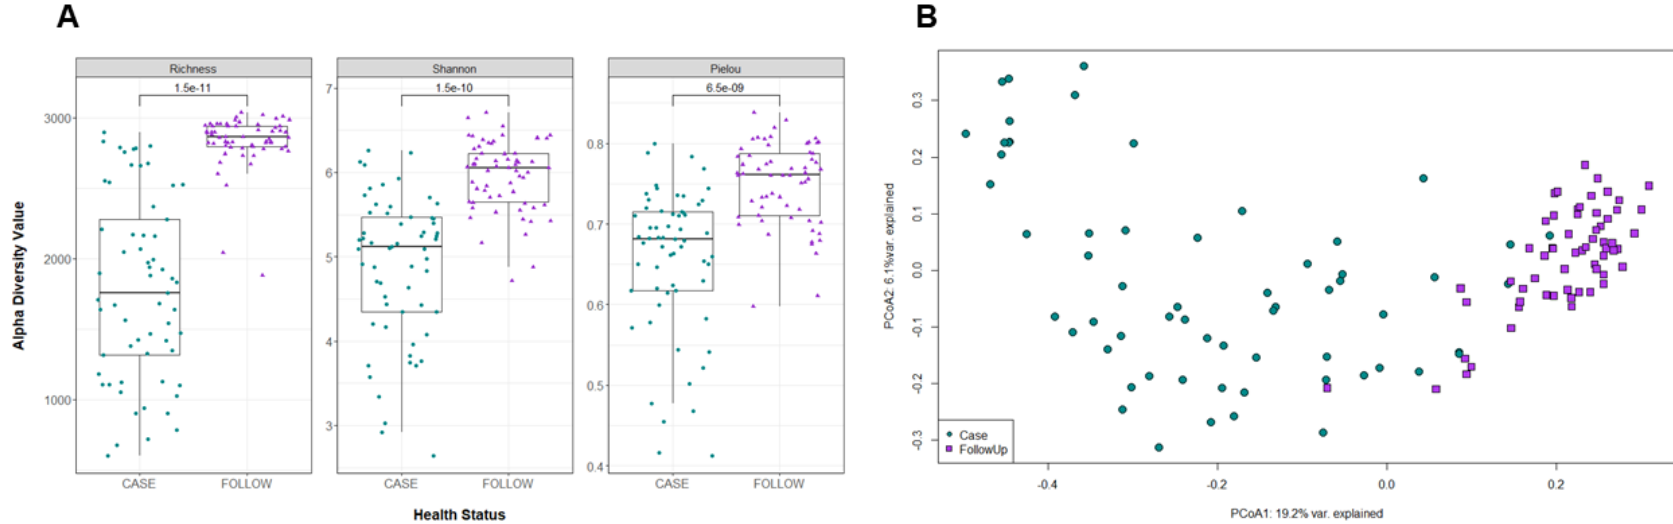 A
B
Richness
Shannon
Pielou
1.5e-11
1.5e-10
6.5e-09
3000
2000
1000
7
6
5
4
3
0.8
0.7
0.6
0.5
0.4
Alpha Diversity Value
CASE
FOLLOW
CASE
FOLLOW
CASE
FOLLOW
Health Status
PCoA2: 6.1%var. explained
0.3
0.2
0.1
0.0
-0.1
-0.2
-0.3
Case
FollowUp
-0.4
-0.2
0.0
0.2
PCoA1: 19.2% var. explained